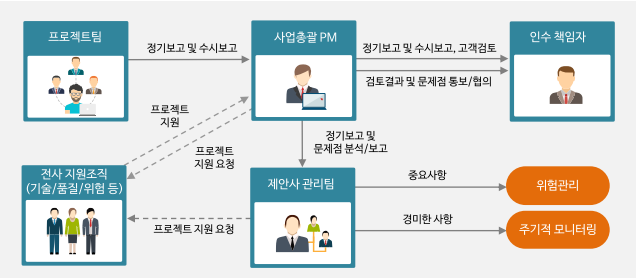 프로젝트팀
정기보고 및 수시보고
사업총괄 PM
정기보고 및 수시보고, 고객검토
검토결과 및 문제점 통보/협의
인수 책임자
프로젝트
지원
프로젝트
지원 요청
정기보고 및
문제점 분석/보고
전사 지원조직
(기술/품질/위험 등)
프로젝트 지원 요청
제안사 관리팀
중요사항
위험관리
경미한 사항
주기적 모니터링